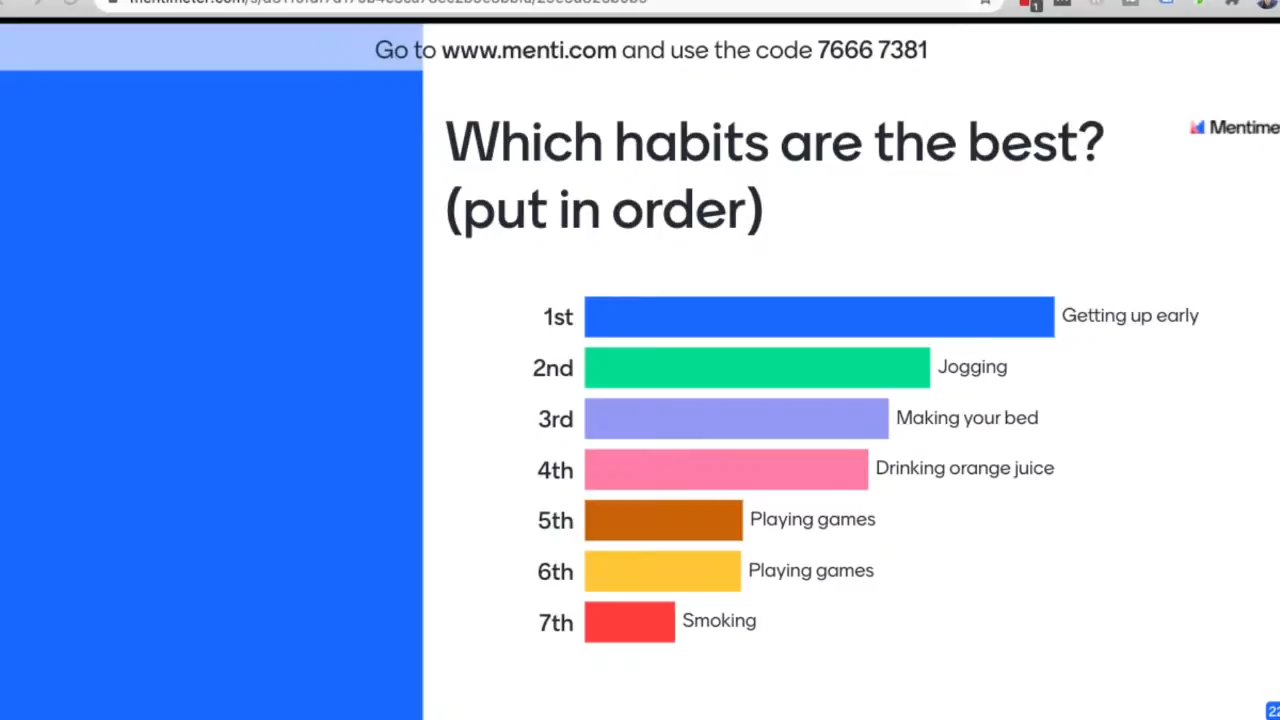 Go to www.menti.com and use the code 7666 7381
Which habits are the best?
(put in order)
Mentime
1st Getting up early
2nd Jogging
3rd Making your bed
4th Drinking orange juice
5th Playing games
6th Playing games
7th Smoking
22